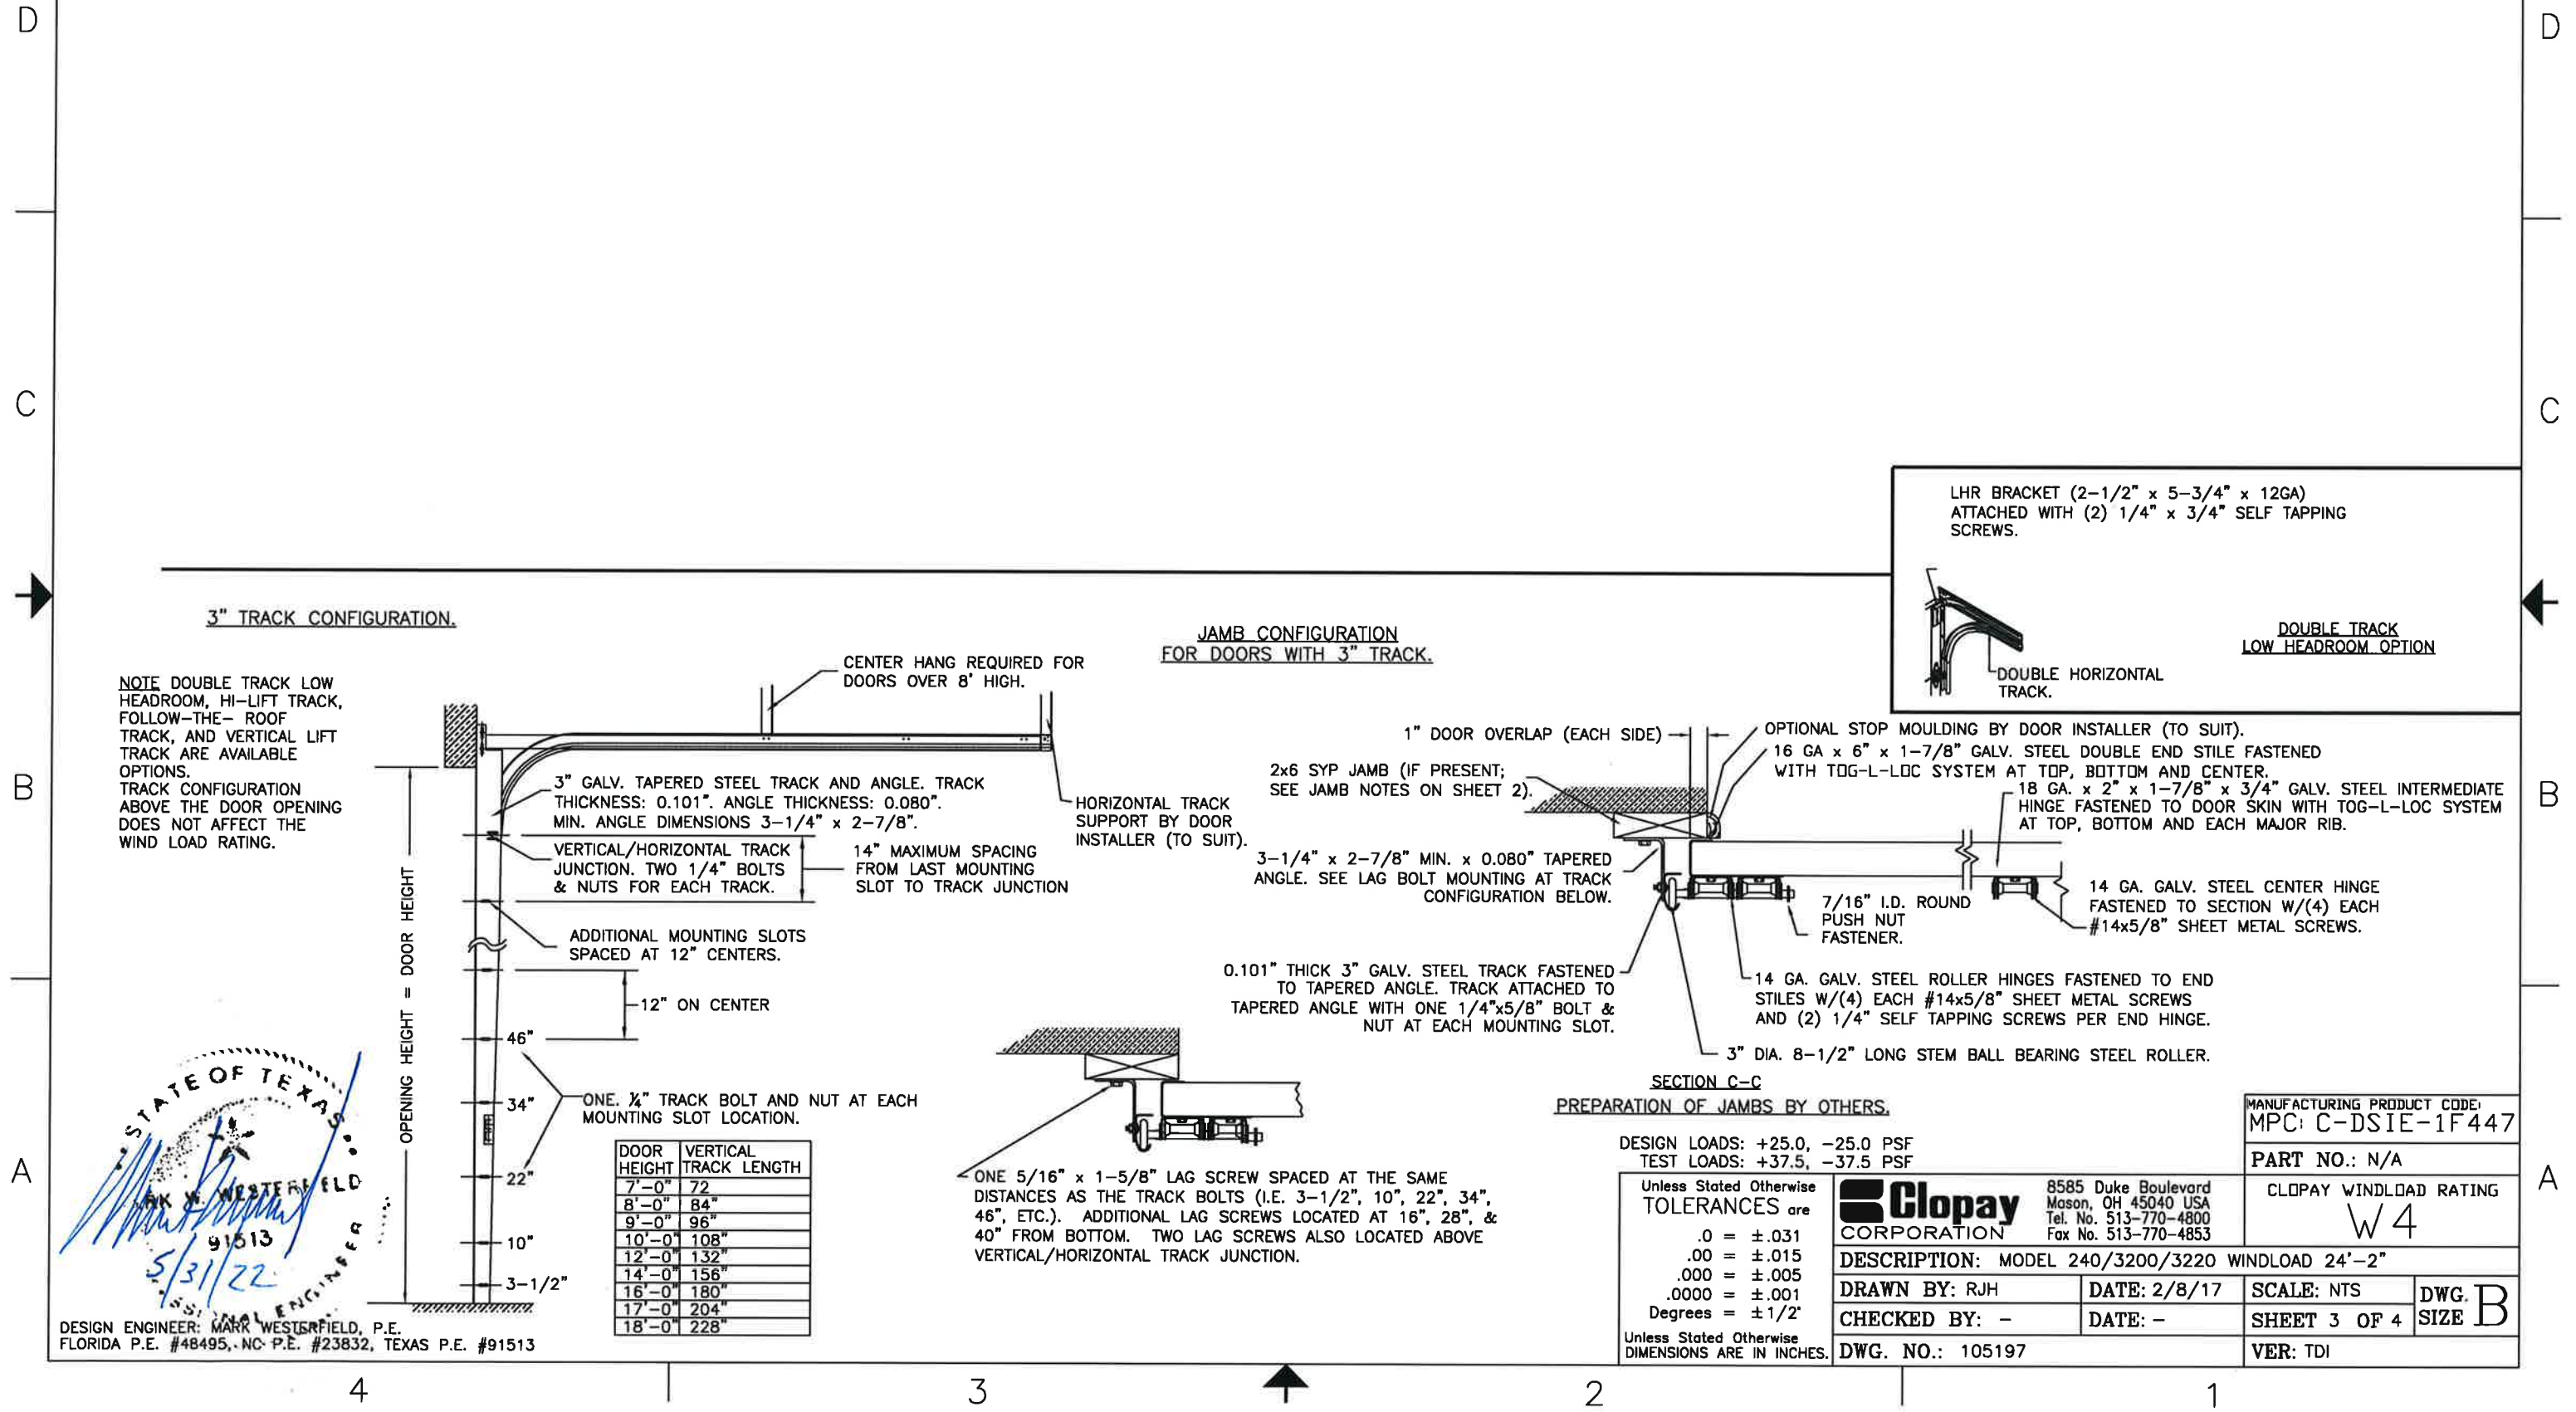 D
D
C
C
LHR BRACKET (2-1/2" x 5-3/4" x 12GA)
ATTACHED WITH (2) 1/4" x 3/4" SELF TAPPING
SCREWS.
DOUBLE TRACK
LOW HEADROOM OPTION
DOUBLE HORIZONTAL
TRACK.
3" TRACK CONFIGURATION.
JAMB CONFIGURATION
FOR DOORS WITH 3" TRACK.
NOTE DOUBLE TRACK LOW
HEADROOM, HI-LIFT TRACK,
FOLLOW-THE- ROOF
TRACK, AND VERTICAL LIFT
TRACK ARE AVAILABLE
OPTIONS.
TRACK CONFIGURATION
ABOVE THE DOOR OPENING
DOES NOT AFFECT THE
WIND LOAD RATING.
CENTER HANG REQUIRED FOR
DOORS OVER 8' HIGH.
3" GALV. TAPERED STEEL TRACK AND ANGLE. TRACK
THICKNESS: 0.101". ANGLE THICKNESS: 0.080".
MIN. ANGLE DIMENSIONS 3-1/4" x 2-7/8".
HORIZONTAL TRACK
SUPPORT BY DOOR
INSTALLER (TO SUIT).
VERTICAL/HORIZONTAL TRACK
JUNCTION. TWO 1/4" BOLTS
& NUTS FOR EACH TRACK.
14" MAXIMUM SPACING
FROM LAST MOUNTING
SLOT TO TRACK JUNCTION
ADDITIONAL MOUNTING SLOTS
SPACED AT 12" CENTERS.
12" ON CENTER
OPENING HEIGHT = DOOR HEIGHT
46"
34"
22"
10"
3-1/2"
ONE. ¼" TRACK BOLT AND NUT AT EACH
MOUNTING SLOT LOCATION.
DOOR HEIGHT VERTICAL TRACK LENGTH
7'-0" 72
8'-0" 84"
9'-0" 96"
10'-0" 108"
12'-0" 132"
14'-0" 156"
16'-0" 180"
17'-0" 204"
18'-0" 228"
1" DOOR OVERLAP (EACH SIDE)
OPTIONAL STOP MOULDING BY DOOR INSTALLER (TO SUIT).
16 GA x 6" x 1-7/8" GALV. STEEL DOUBLE END STILE FASTENED
WITH TOG-L-LOC SYSTEM AT TOP, BOTTOM AND CENTER.
2x6 SYP JAMB (IF PRESENT;
SEE JAMB NOTES ON SHEET 2).
18 GA. x 2" x 1-7/8" x 3/4" GALV. STEEL INTERMEDIATE
HINGE FASTENED TO DOOR SKIN WITH TOG-L-LOC SYSTEM
AT TOP, BOTTOM AND EACH MAJOR RIB.
B
B
3-1/4" x 2-7/8" MIN. x 0.080" TAPERED
ANGLE. SEE LAG BOLT MOUNTING AT TRACK
CONFIGURATION BELOW.
7/16" I.D. ROUND
PUSH NUT
FASTENER.
14 GA. GALV. STEEL CENTER HINGE
FASTENED TO SECTION W/(4) EACH
#14x5/8" SHEET METAL SCREWS.
0.101" THICK 3" GALV. STEEL TRACK FASTENED
TO TAPERED ANGLE. TRACK ATTACHED TO
TAPERED ANGLE WITH ONE 1/4"x5/8" BOLT &
NUT AT EACH MOUNTING SLOT.
14 GA. GALV. STEEL ROLLER HINGES FASTENED TO END
STILES W/(4) EACH #14x5/8" SHEET METAL SCREWS
AND (2) 1/4" SELF TAPPING SCREWS PER END HINGE.
3" DIA. 8-1/2" LONG STEM BALL BEARING STEEL ROLLER.
SECTION C-C
PREPARATION OF JAMBS BY OTHERS.
ONE 5/16" x 1-5/8" LAG SCREW SPACED AT THE SAME
DISTANCES AS THE TRACK BOLTS (I.E. 3-1/2", 10", 22", 34",
46", ETC.). ADDITIONAL LAG SCREWS LOCATED AT 16", 28", &
40" FROM BOTTOM. TWO LAG SCREWS ALSO LOCATED ABOVE
VERTICAL/HORIZONTAL TRACK JUNCTION.
DESIGN LOADS: +25.0, -25.0 PSF
TEST LOADS: +37.5, -37.5 PSF
A
A
STATE OF TEXAS
W. WESTERFIELD
91513
5/31/22
DESIGN ENGINEER: MARK WESTERFIELD, P.E.
FLORIDA P.E. #48495, NC P.E. #23832, TEXAS P.E. #91513
Unless Stated Otherwise
TOLERANCES are
.0 = ±.031
.00 = ±.015
.000 = ±.005
.0000 = ±.001
Degrees = ±1/2°
Unless Stated Otherwise
DIMENSIONS ARE IN INCHES.
Clopay
CORPORATION
8585 Duke Boulevard
Mason, OH 45040 USA
Tel. No. 513-770-4800
Fax No. 513-770-4853
MANUFACTURING PRODUCT CODE:
MPC: C-DSIE-1F447
PART NO.: N/A
CLOPAY WINDLOAD RATING
W4
DESCRIPTION: MODEL 240/3200/3220 WINDLOAD 24'-2"
DRAWN BY: RJH
DATE: 2/8/17
SCALE: NTS
DWG. SIZE B
CHECKED BY: -
DATE: -
SHEET 3 OF 4
DWG. NO.: 105197
VER: TDI
4
3
2
1